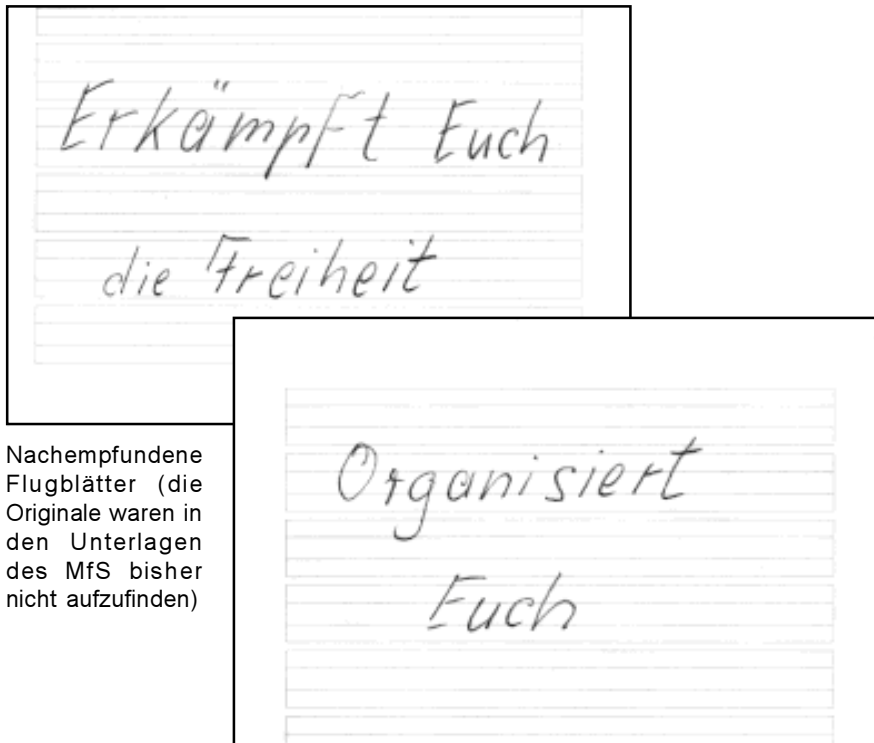 Erkämpft Euch
die Freiheit
Nachempfundene
Flugblätter (die
Originale waren in
den Unterlagen
des MfS bisher
nicht aufzufinden)
Organisiert
Euch